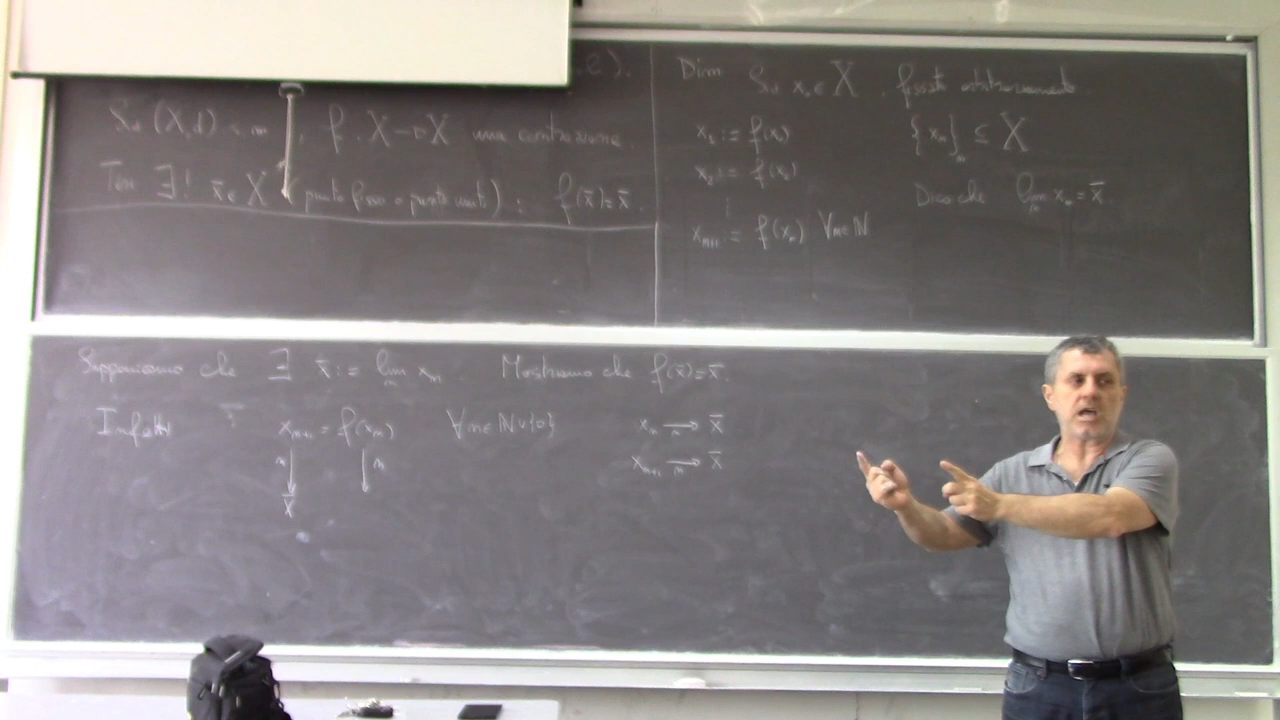 .e).
Sia (X,d) s.m., f: X → X una contrazione.
Tesi ∃! x̄ ∈ X (punto fisso o punto unito): f(x̄)=x̄.
Dim Sia x₀ ∈ X, fissato arbitrariamente.
x₁ := f(x₀) {xₙ}ₙ ⊆ X
x₂ := f(x₁)
⋮ Dico che lim xₙ = x̄.
xₙ₊₁ := f(xₙ) ∀n∈ℕ
Supponiamo che ∃ x̄ := limₙ xₙ. Mostriamo che f(x̄)=x̄.
Infatti : xₙ₊₁ = f(xₙ) ∀n∈ℕ∪{0} xₙ →ₙ x̄
n↓ ↓n xₙ₊₁ →ₙ x̄
x̄